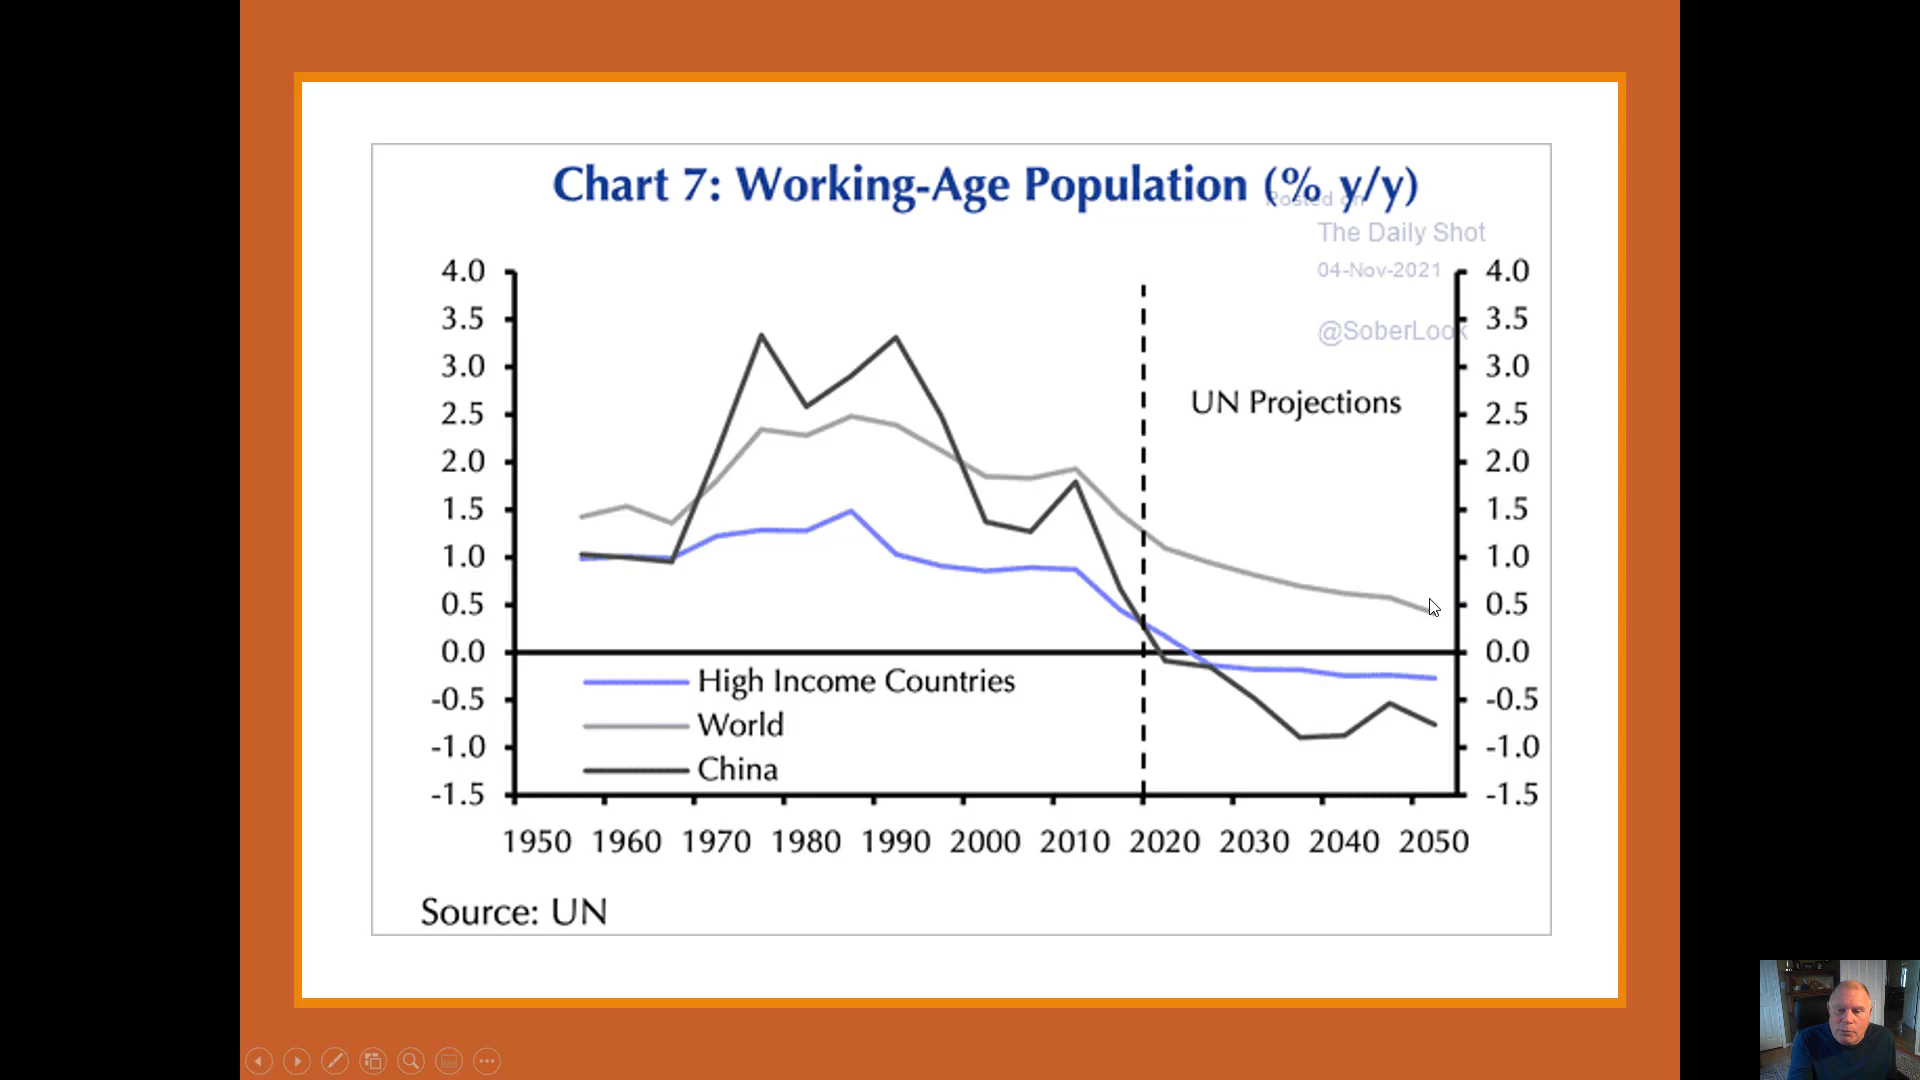 Chart 7: Working-Age Population (% y/y)
Posted on
The Daily Shot
04-Nov-2021
@SoberLook
4.0 4.0
3.5 3.5
3.0 3.0
2.5 2.5
2.0 2.0
1.5 1.5
1.0 1.0
0.5 0.5
0.0 0.0
-0.5 -0.5
-1.0 -1.0
-1.5 -1.5
UN Projections
High Income Countries
World
China
1950 1960 1970 1980 1990 2000 2010 2020 2030 2040 2050
Source: UN